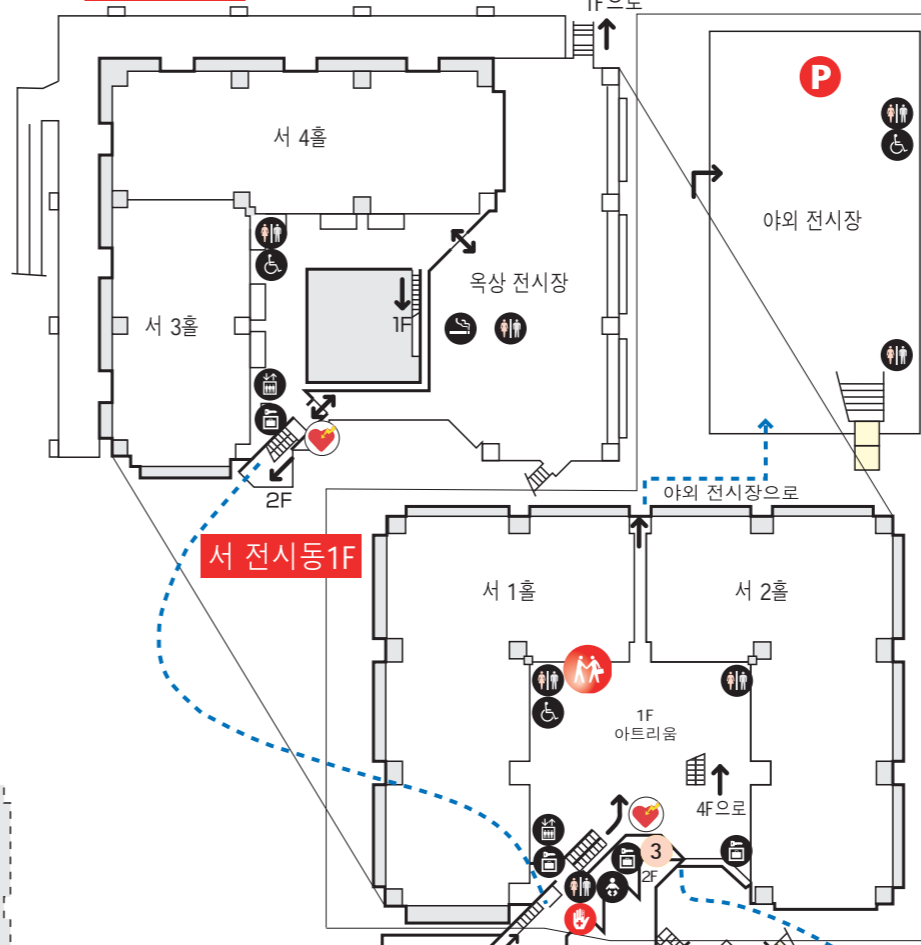 1F으로
P
서 4홀
야외 전시장
옥상 전시장
서 3홀
1F
2F
야외 전시장으로
서 전시동1F
서 1홀
서 2홀
1F
아트리움
4F으로
3
2F